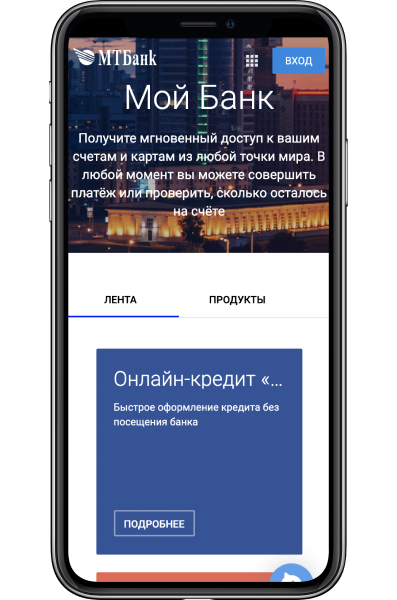 МТБанк
ВХОД
Мой Банк
Получите мгновенный доступ к вашим
счетам и картам из любой точки мира. В
любой момент вы можете совершить
платёж или проверить, сколько осталось
на счёте
ЛЕНТА
ПРОДУКТЫ
Онлайн-кредит «...
Быстрое оформление кредита без
посещения банка
ПОДРОБНЕЕ